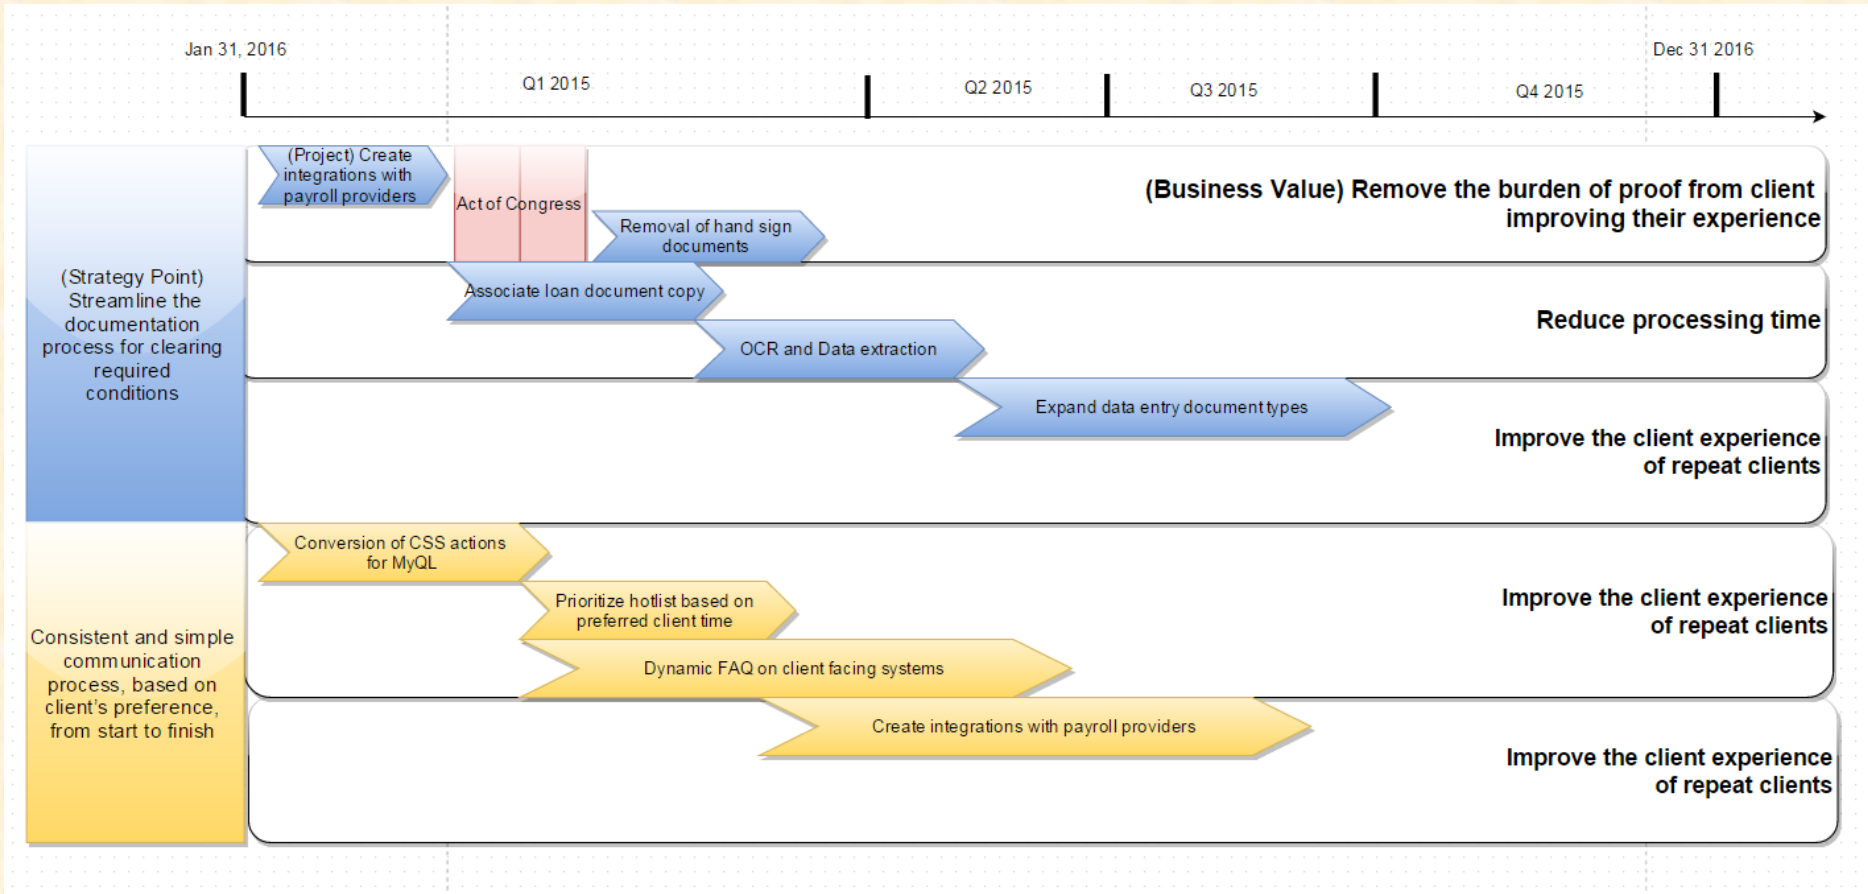 Jan 31, 2016
Dec 31 2016
Q1 2015
Q2 2015
Q3 2015
Q4 2015
(Strategy Point)
Streamline the
documentation
process for clearing
required
conditions
(Project) Create
integrations with
payroll providers
Act of Congress
Removal of hand sign
documents
(Business Value) Remove the burden of proof from client
improving their experience
Associate loan document copy
OCR and Data extraction
Reduce processing time
Expand data entry document types
Improve the client experience
of repeat clients
Consistent and simple
communication
process, based on
client's preference,
from start to finish
Conversion of CSS actions
for MyQL
Prioritize hotlist based on
preferred client time
Dynamic FAQ on client facing systems
Improve the client experience
of repeat clients
Create integrations with payroll providers
Improve the client experience
of repeat clients